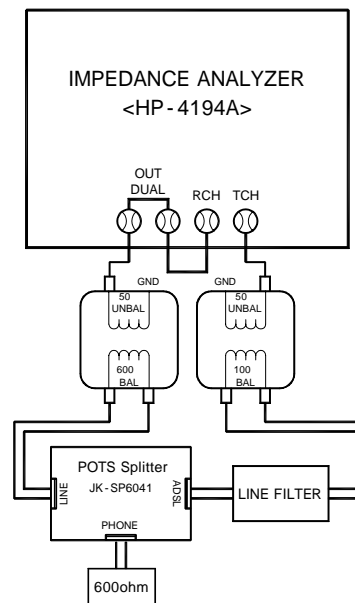 IMPEDANCE ANALYZER
<HP-4194A>
OUT
DUAL
RCH
TCH
GND
50
UNBAL
600
BAL
GND
50
UNBAL
100
BAL
POTS Splitter
JK-SP6041
LINE
ADSL
PHONE
LINE FILTER
600ohm